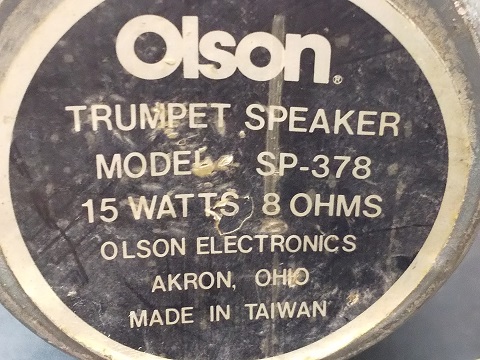 Olson®
TRUMPET SPEAKER
MODEL SP-378
15 WATTS 8 OHMS
OLSON ELECTRONICS
AKRON, OHIO
MADE IN TAIWAN